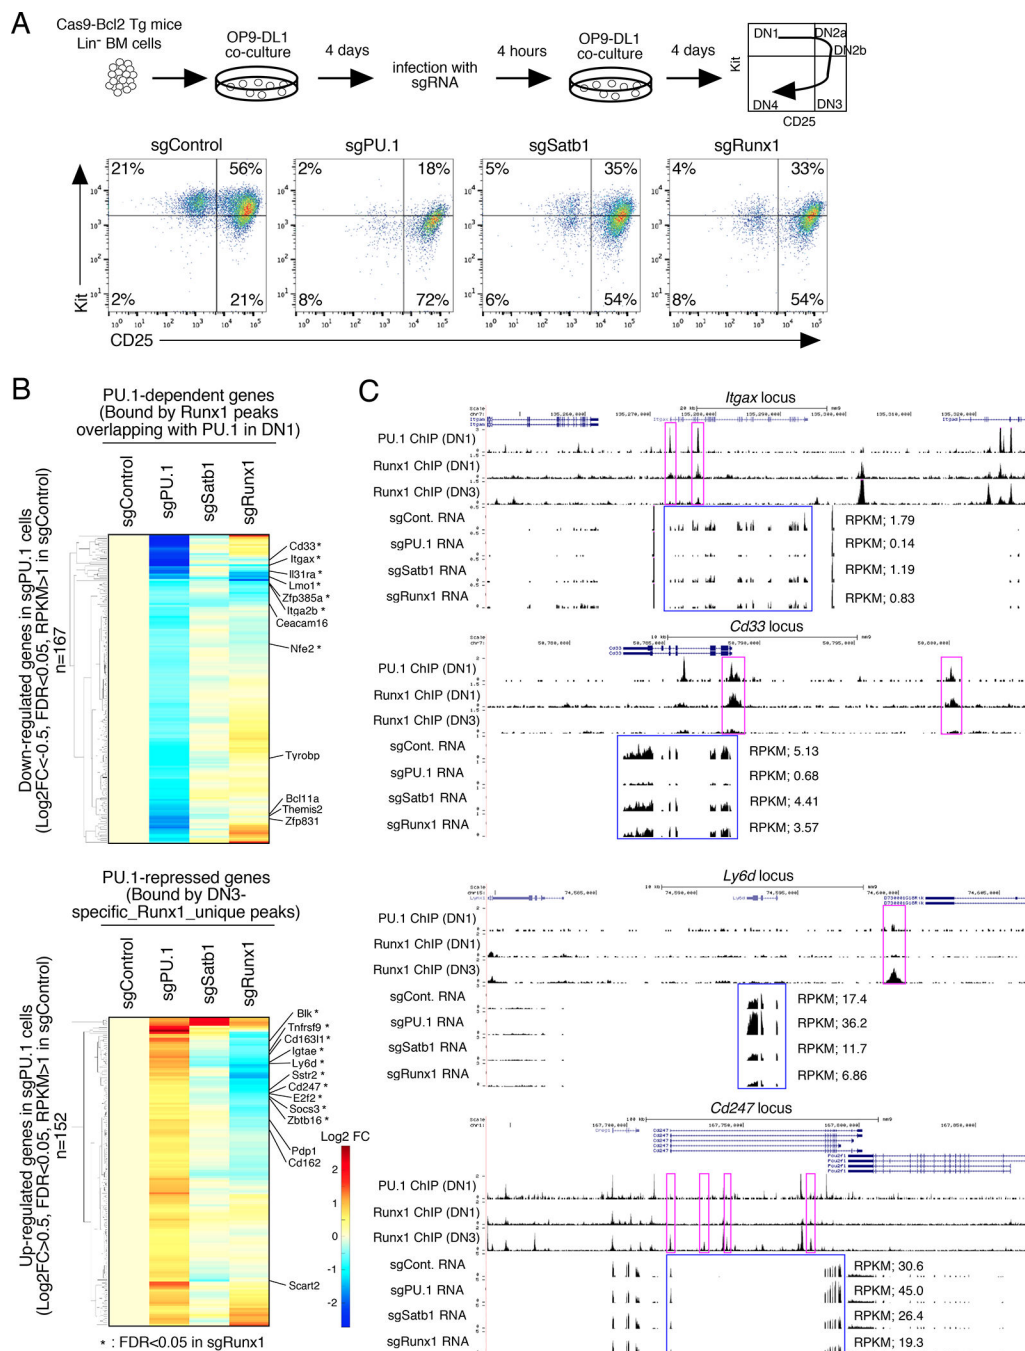 A
Cas9-Bcl2 Tg mice
Lin- BM cells
OP9-DL1
co-culture
4 days
infection with
sgRNA
4 hours
OP9-DL1
co-culture
4 days
DN1
DN2a
DN2b
DN4
DN3
Kit
CD25
sgControl
sgPU.1
sgSatb1
sgRunx1
21% 56%
2% 18%
5% 35%
4% 33%
2% 21%
8% 72%
6% 54%
8% 54%
Kit
CD25
B
PU.1-dependent genes
(Bound by Runx1 peaks
overlapping with PU.1 in DN1)
sgControl
sgPU.1
sgSatb1
sgRunx1
Down-regulated genes in sgPU.1 cells
(Log2FC<-0.5, FDR<0.05, RPKM>1 in sgControl)
n=167
Cd33 *
Itgax *
Il31ra *
Lmo1 *
Zfp385a *
Itga2b *
Ceacam16
Nfe2 *
Tyrobp
Bcl11a
Themis2
Zfp831
PU.1-repressed genes
(Bound by DN3-
specific_Runx1_unique peaks)
sgControl
sgPU.1
sgSatb1
sgRunx1
Up-regulated genes in sgPU.1 cells
(Log2FC>0.5, FDR<0.05, RPKM>1 in sgControl)
n=152
Blk *
Tnfrsf9 *
Cd163l1 *
Igtae *
Ly6d *
Sstr2 *
Cd247 *
E2f2 *
Socs3 *
Zbtb16 *
Pdp1
Cd162
Scart2
Log2 FC
2
1
0
-1
-2
* : FDR<0.05 in sgRunx1
C
Itgax locus
PU.1 ChIP (DN1)
Runx1 ChIP (DN1)
Runx1 ChIP (DN3)
sgCont. RNA RPKM; 1.79
sgPU.1 RNA RPKM; 0.14
sgSatb1 RNA RPKM; 1.19
sgRunx1 RNA RPKM; 0.83
Cd33 locus
PU.1 ChIP (DN1)
Runx1 ChIP (DN1)
Runx1 ChIP (DN3)
sgCont. RNA RPKM; 5.13
sgPU.1 RNA RPKM; 0.68
sgSatb1 RNA RPKM; 4.41
sgRunx1 RNA RPKM; 3.57
Ly6d locus
PU.1 ChIP (DN1)
Runx1 ChIP (DN1)
Runx1 ChIP (DN3)
sgCont. RNA RPKM; 17.4
sgPU.1 RNA RPKM; 36.2
sgSatb1 RNA RPKM; 11.7
sgRunx1 RNA RPKM; 6.86
Cd247 locus
PU.1 ChIP (DN1)
Runx1 ChIP (DN1)
Runx1 ChIP (DN3)
sgCont. RNA RPKM; 30.6
sgPU.1 RNA RPKM; 45.0
sgSatb1 RNA RPKM; 26.4
sgRunx1 RNA RPKM; 19.3